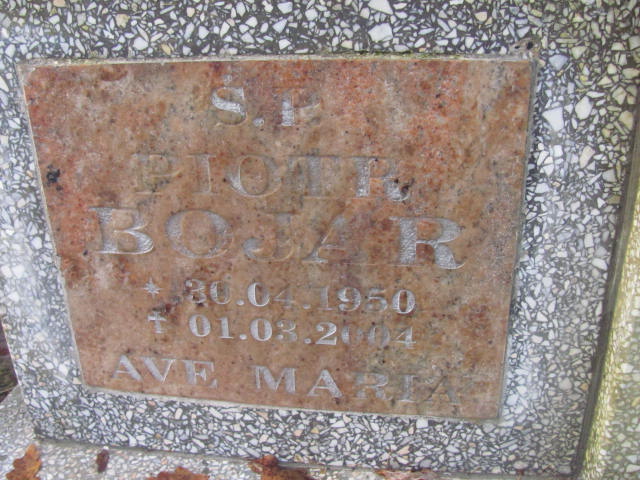 Ś.P
PIOTR
BOJAR
* 30.04.1950
✝ 01.03.2004
AVE MARIA